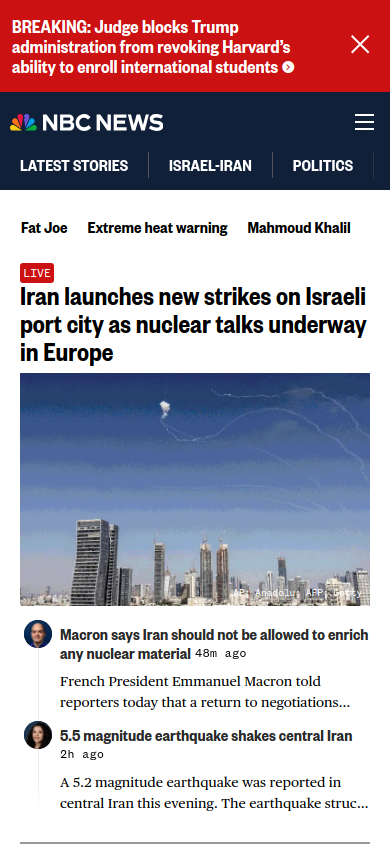 BREAKING: Judge blocks Trump
administration from revoking Harvard's
ability to enroll international students
NBC NEWS
LATEST STORIES
ISRAEL-IRAN
POLITICS
Fat Joe
Extreme heat warning
Mahmoud Khalil
LIVE
Iran launches new strikes on Israeli
port city as nuclear talks underway
in Europe
AP; Anadolu; AFP; Getty
Macron says Iran should not be allowed to enrich
any nuclear material 48m ago
French President Emmanuel Macron told
reporters today that a return to negotiations...
5.5 magnitude earthquake shakes central Iran
2h ago
A 5.2 magnitude earthquake was reported in
central Iran this evening. The earthquake struc...